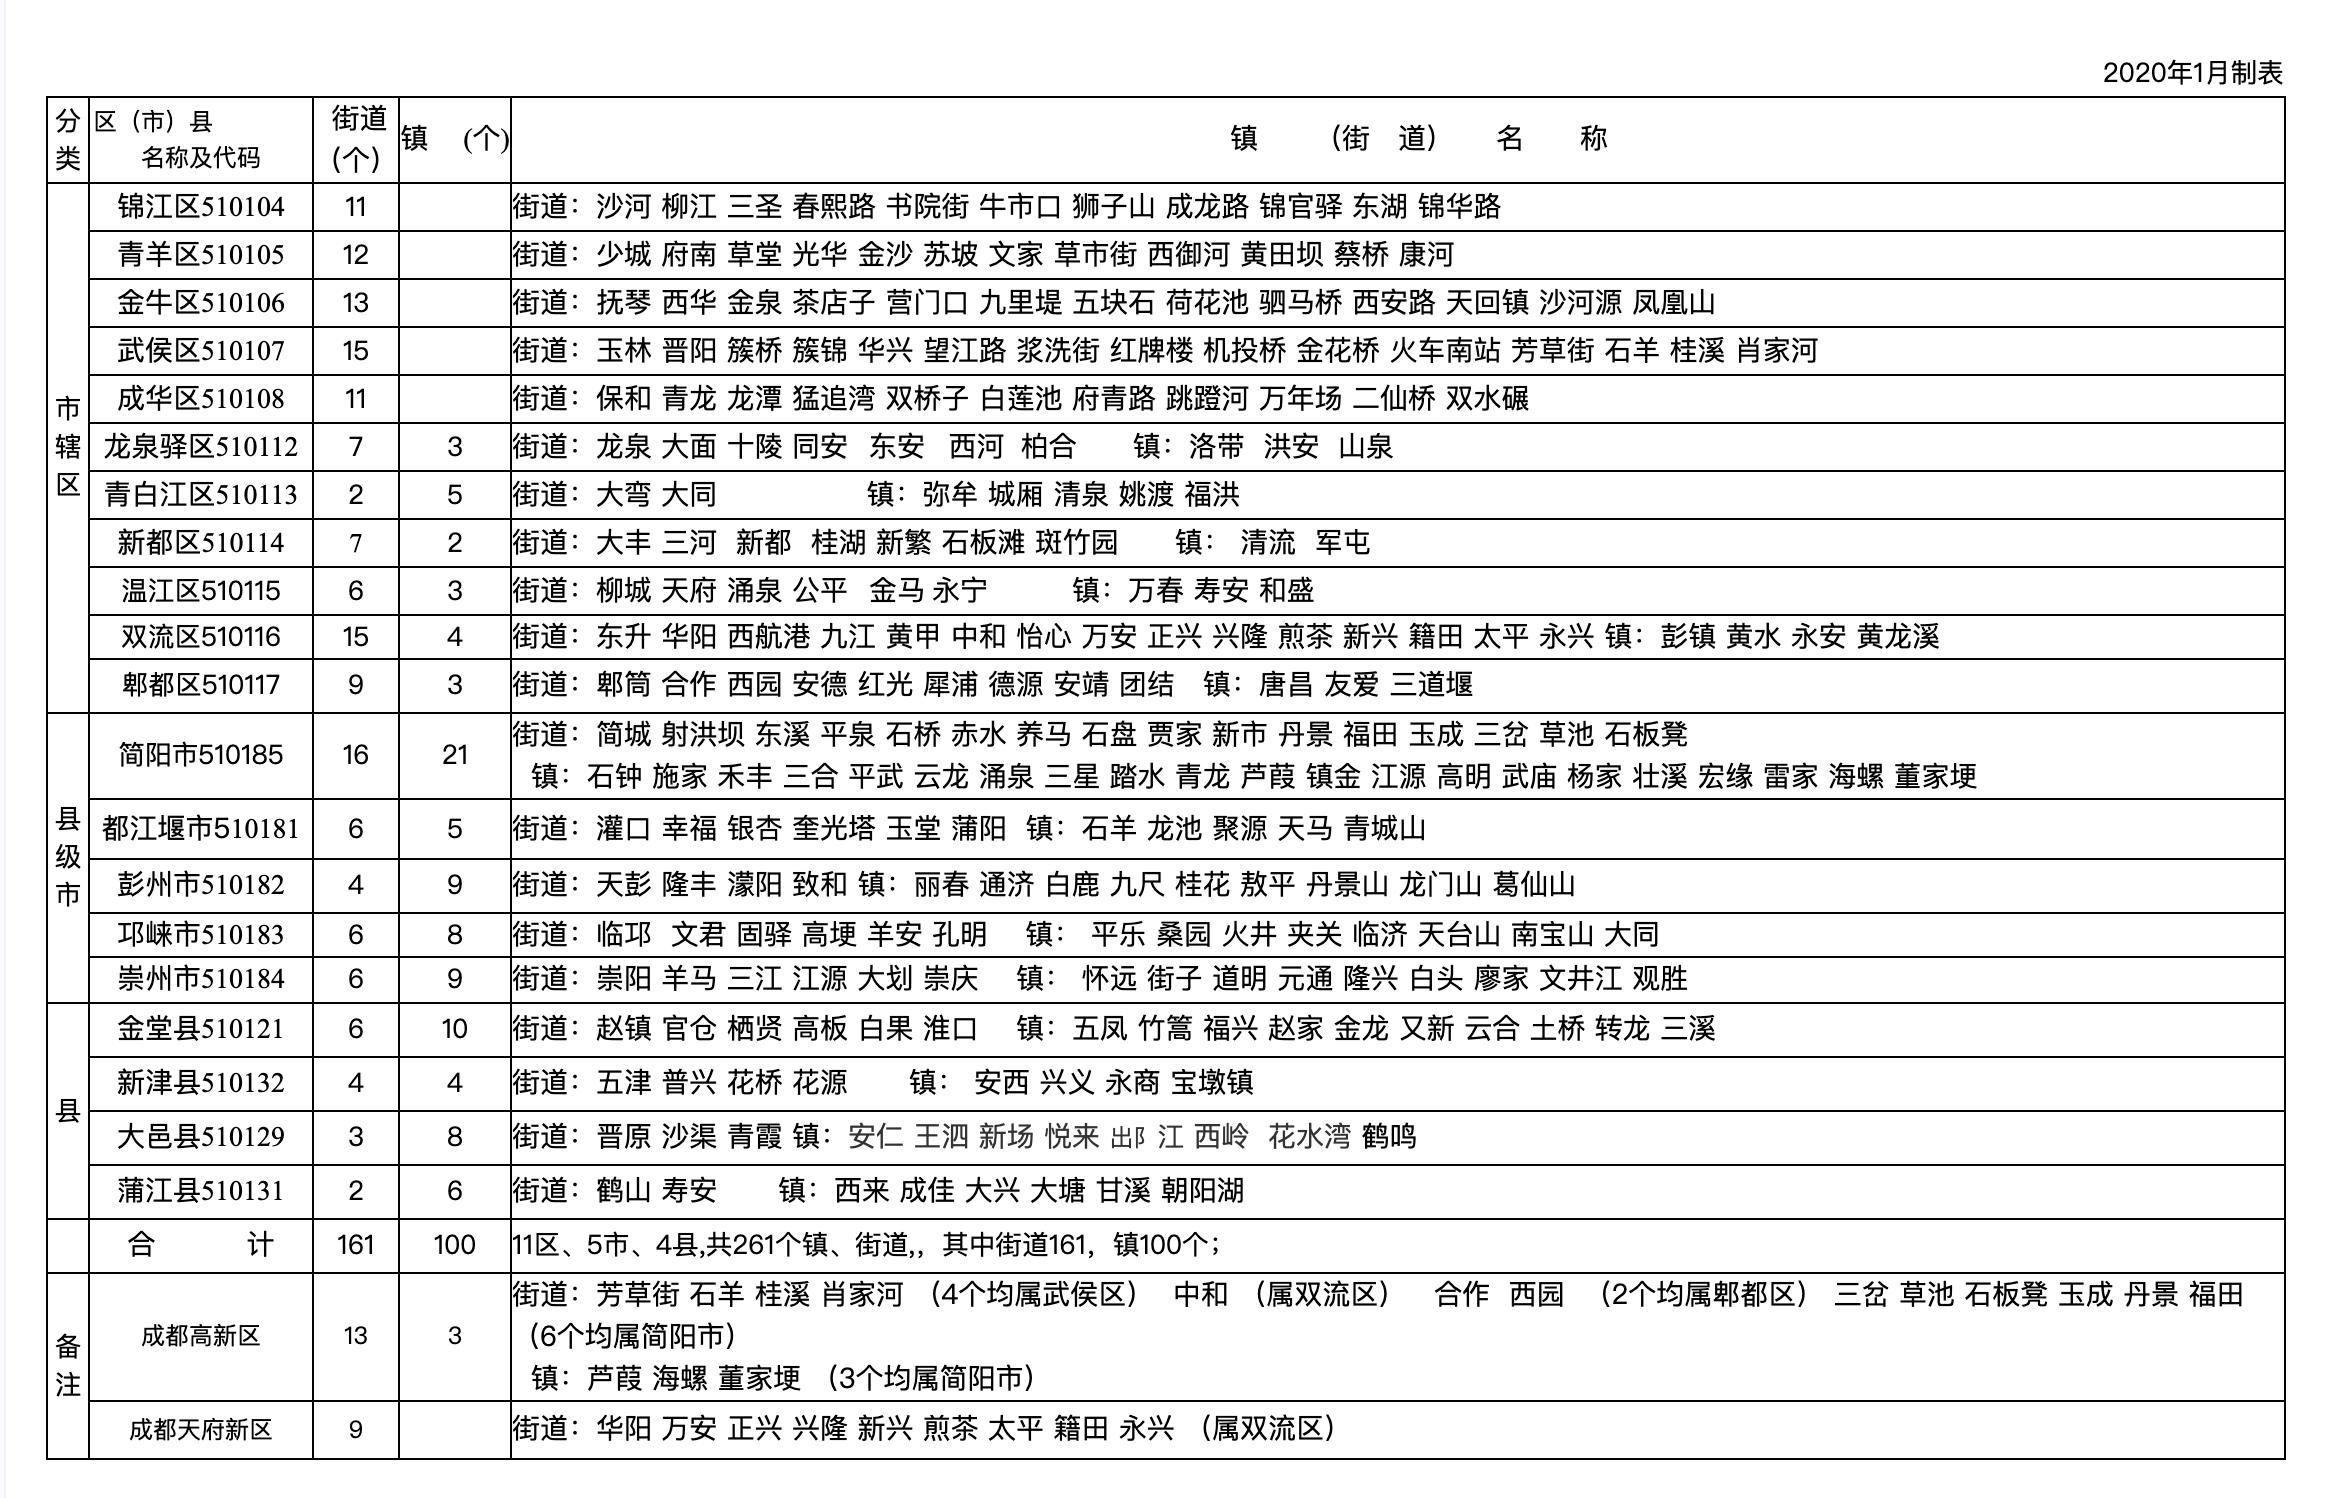 2020年1月制表
分类 区（市）县名称及代码 街道(个) 镇 (个) 镇 （街 道） 名 称
市辖区
锦江区510104 11 街道：沙河 柳江 三圣 春熙路 书院街 牛市口 狮子山 成龙路 锦官驿 东湖 锦华路
青羊区510105 12 街道：少城 府南 草堂 光华 金沙 苏坡 文家 草市街 西御河 黄田坝 蔡桥 康河
金牛区510106 13 街道：抚琴 西华 金泉 茶店子 营门口 九里堤 五块石 荷花池 驷马桥 西安路 天回镇 沙河源 凤凰山
武侯区510107 15 街道：玉林 晋阳 簇桥 簇锦 华兴 望江路 浆洗街 红牌楼 机投桥 金花桥 火车南站 芳草街 石羊 桂溪 肖家河
成华区510108 11 街道：保和 青龙 龙潭 猛追湾 双桥子 白莲池 府青路 跳蹬河 万年场 二仙桥 双水碾
龙泉驿区510112 7 3 街道：龙泉 大面 十陵 同安 东安 西河 柏合 镇：洛带 洪安 山泉
青白江区510113 2 5 街道：大弯 大同 镇：弥牟 城厢 清泉 姚渡 福洪
新都区510114 7 2 街道：大丰 三河 新都 桂湖 新繁 石板滩 斑竹园 镇： 清流 军屯
温江区510115 6 3 街道：柳城 天府 涌泉 公平 金马 永宁 镇：万春 寿安 和盛
双流区510116 15 4 街道：东升 华阳 西航港 九江 黄甲 中和 怡心 万安 正兴 兴隆 煎茶 新兴 籍田 太平 永兴 镇：彭镇 黄水 永安 黄龙溪
郫都区510117 9 3 街道：郫筒 合作 西园 安德 红光 犀浦 德源 安靖 团结 镇：唐昌 友爱 三道堰
县级市
简阳市510185 16 21 街道：简城 射洪坝 东溪 平泉 石桥 赤水 养马 石盘 贾家 新市 丹景 福田 玉成 三岔 草池 石板凳
镇：石钟 施家 禾丰 三合 平武 云龙 涌泉 三星 踏水 青龙 芦葭 镇金 江源 高明 武庙 杨家 壮溪 宏缘 雷家 海螺 董家埂
都江堰市510181 6 5 街道：灌口 幸福 银杏 奎光塔 玉堂 蒲阳 镇：石羊 龙池 聚源 天马 青城山
彭州市510182 4 9 街道：天彭 隆丰 濛阳 致和 镇：丽春 通济 白鹿 九尺 桂花 敖平 丹景山 龙门山 葛仙山
邛崃市510183 6 8 街道：临邛 文君 固驿 高埂 羊安 孔明 镇： 平乐 桑园 火井 夹关 临济 天台山 南宝山 大同
崇州市510184 6 9 街道：崇阳 羊马 三江 江源 大划 崇庆 镇： 怀远 街子 道明 元通 隆兴 白头 廖家 文井江 观胜
县
金堂县510121 6 10 街道：赵镇 官仓 栖贤 高板 白果 淮口 镇：五凤 竹篙 福兴 赵家 金龙 又新 云合 土桥 转龙 三溪
新津县510132 4 4 街道：五津 普兴 花桥 花源 镇： 安西 兴义 永商 宝墩镇
大邑县510129 3 8 街道：晋原 沙渠 青霞 镇：安仁 王泗 新场 悦来 出阝江 西岭 花水湾 鹤鸣
蒲江县510131 2 6 街道：鹤山 寿安 镇：西来 成佳 大兴 大塘 甘溪 朝阳湖
合 计 161 100 11区、5市、4县,共261个镇、街道,，其中街道161，镇100个；
备注
成都高新区 13 3 街道：芳草街 石羊 桂溪 肖家河 （4个均属武侯区） 中和 （属双流区） 合作 西园 （2个均属郫都区） 三岔 草池 石板凳 玉成 丹景 福田
（6个均属简阳市）
镇：芦葭 海螺 董家埂 （3个均属简阳市）
成都天府新区 9 街道：华阳 万安 正兴 兴隆 新兴 煎茶 太平 籍田 永兴 （属双流区）